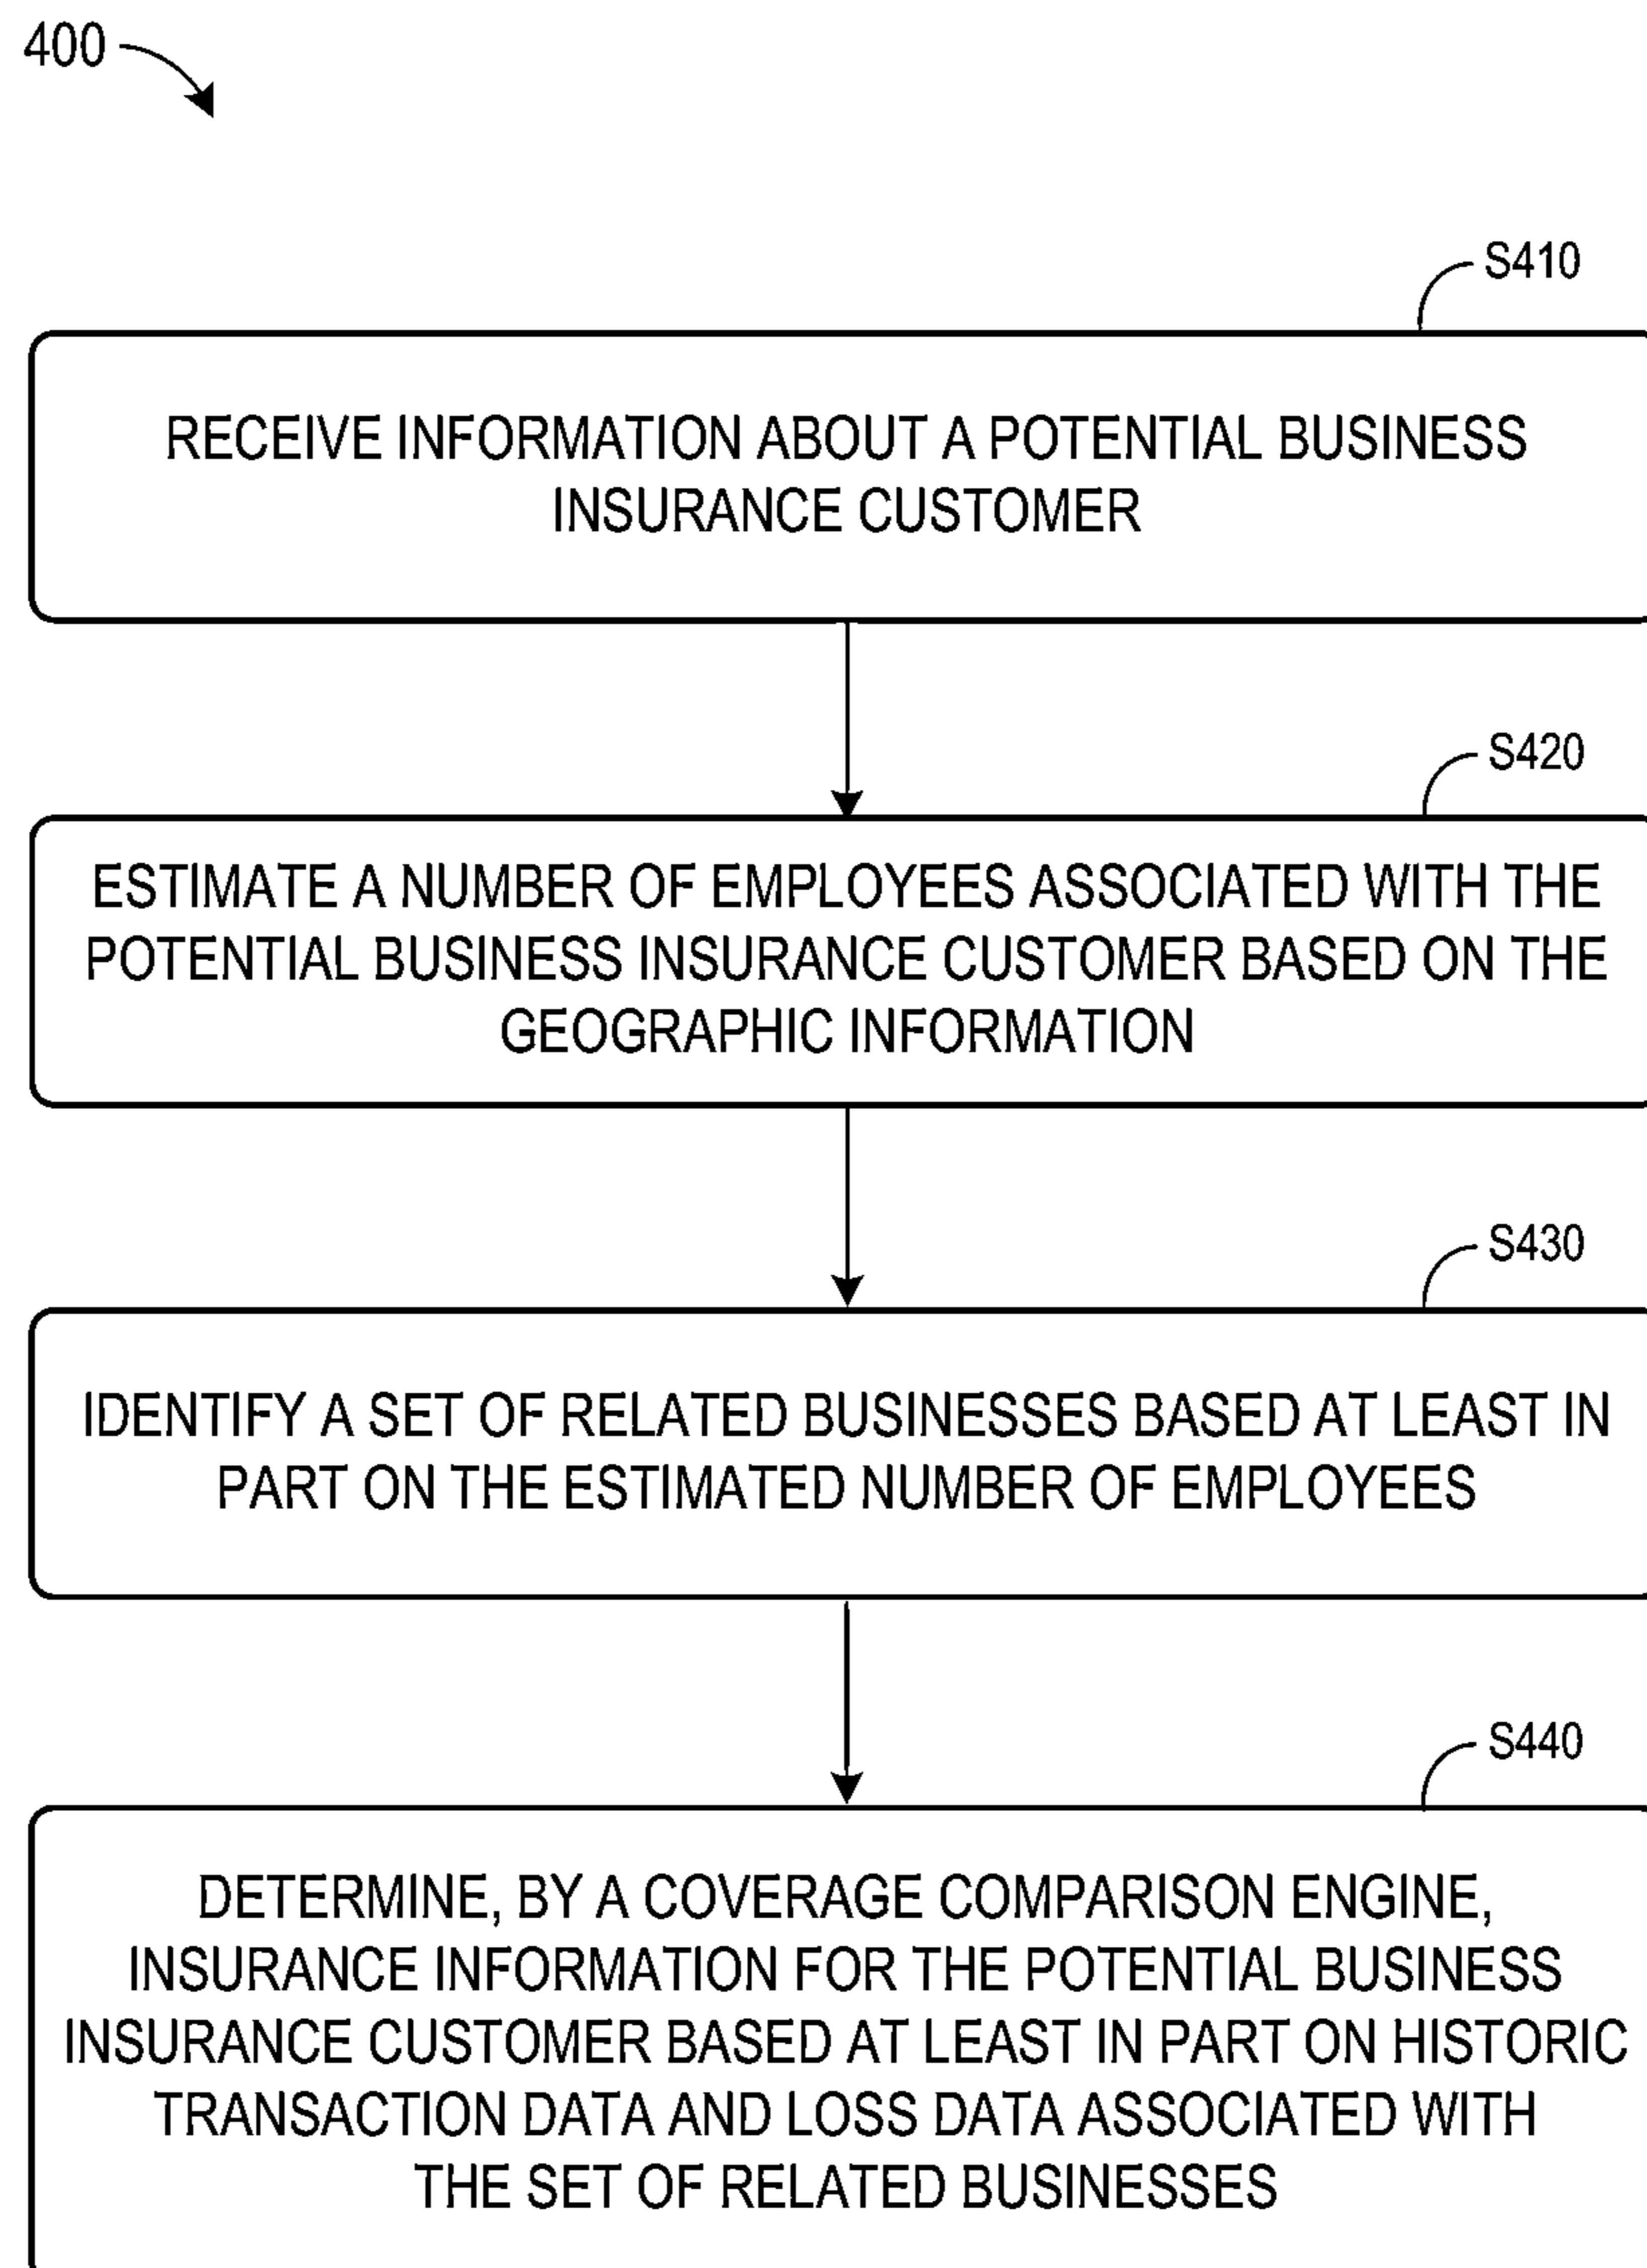 400
S410
RECEIVE INFORMATION ABOUT A POTENTIAL BUSINESS
INSURANCE CUSTOMER
S420
ESTIMATE A NUMBER OF EMPLOYEES ASSOCIATED WITH THE
POTENTIAL BUSINESS INSURANCE CUSTOMER BASED ON THE
GEOGRAPHIC INFORMATION
S430
IDENTIFY A SET OF RELATED BUSINESSES BASED AT LEAST IN
PART ON THE ESTIMATED NUMBER OF EMPLOYEES
S440
DETERMINE, BY A COVERAGE COMPARISON ENGINE,
INSURANCE INFORMATION FOR THE POTENTIAL BUSINESS
INSURANCE CUSTOMER BASED AT LEAST IN PART ON HISTORIC
TRANSACTION DATA AND LOSS DATA ASSOCIATED WITH
THE SET OF RELATED BUSINESSES